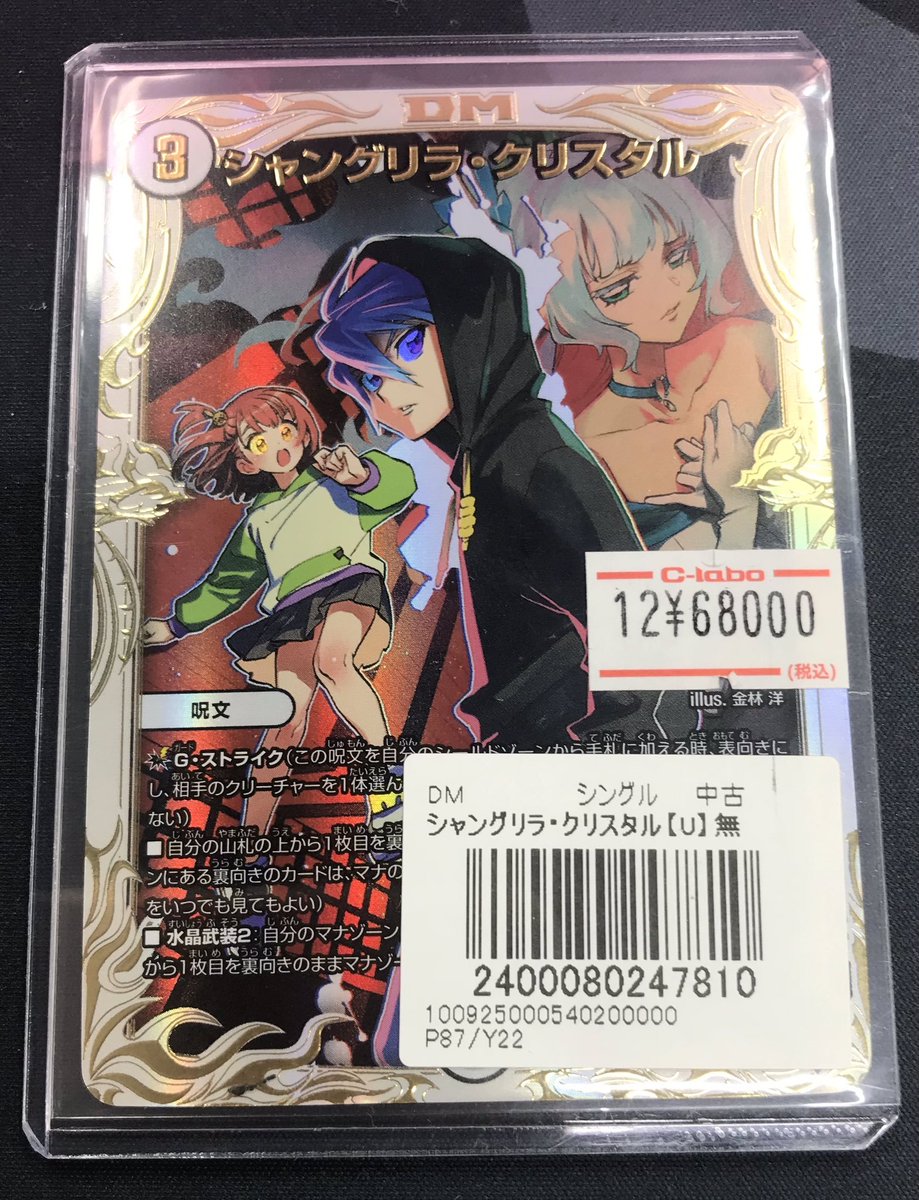 DM
3
シャングリラ・クリスタル
C-labo
12¥68000
(税込)
illus. 金林 洋
呪文
G・ストライク(この呪文を自分のシールドゾーンから手札に加える時、表向きに
し、相手のクリーチャーを1体選ん
ない)
■自分の山札の上から1枚目を裏
ンにある裏向きのカードは、マナの
をいつでも見てもよい)
■水晶武装2:自分のマナゾーン
から1枚目を裏向きのままマナゾー
DM シングル 中古
シャングリラ・クリスタル【U】無
2400080247810
100925000540200000
P87/Y22